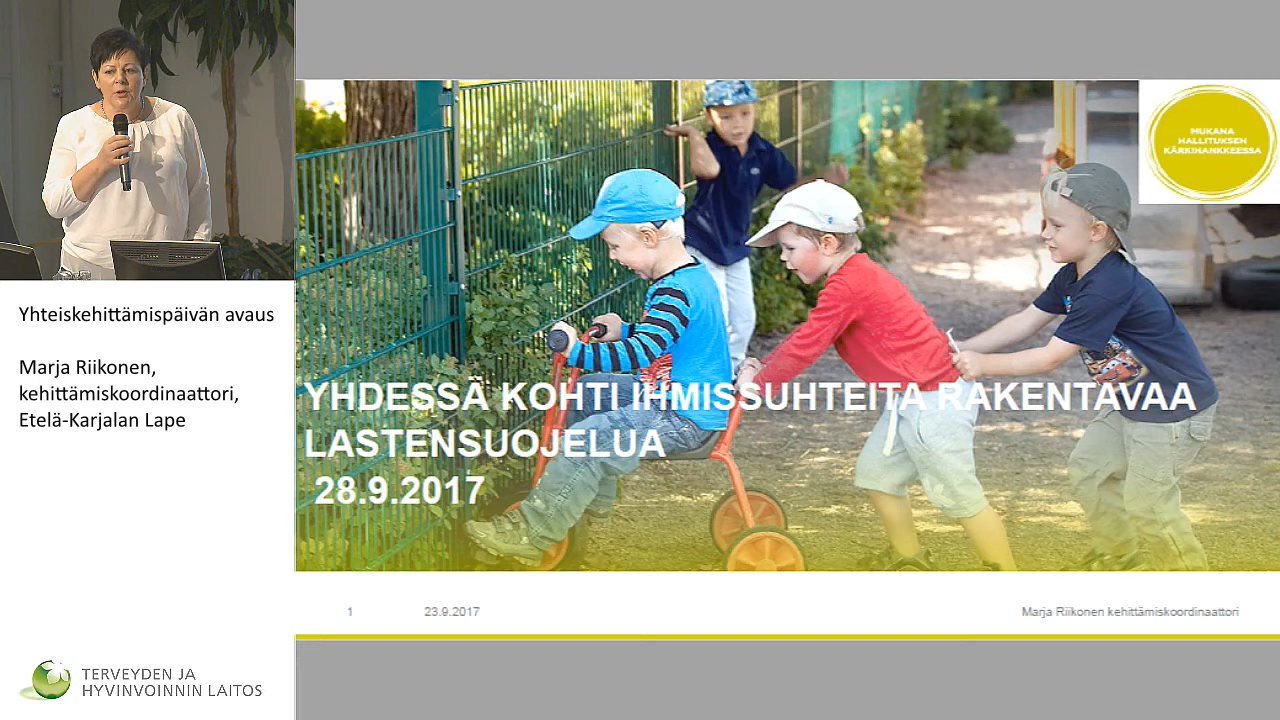 Yhteiskehittämispäivän avaus
Marja Riikonen,
kehittämiskoordinaattori,
Etelä-Karjalan Lape
TERVEYDEN JA
HYVINVOINNIN LAITOS
MUKANA
HALLITUKSEN
KÄRKIHANKKEESSA
YHDESSÄ KOHTI IHMISSUHTEITA RAKENTAVAA
LASTENSUOJELUA
28.9.2017
1
23.9.2017
Marja Riikonen kehittämiskoordinaattori